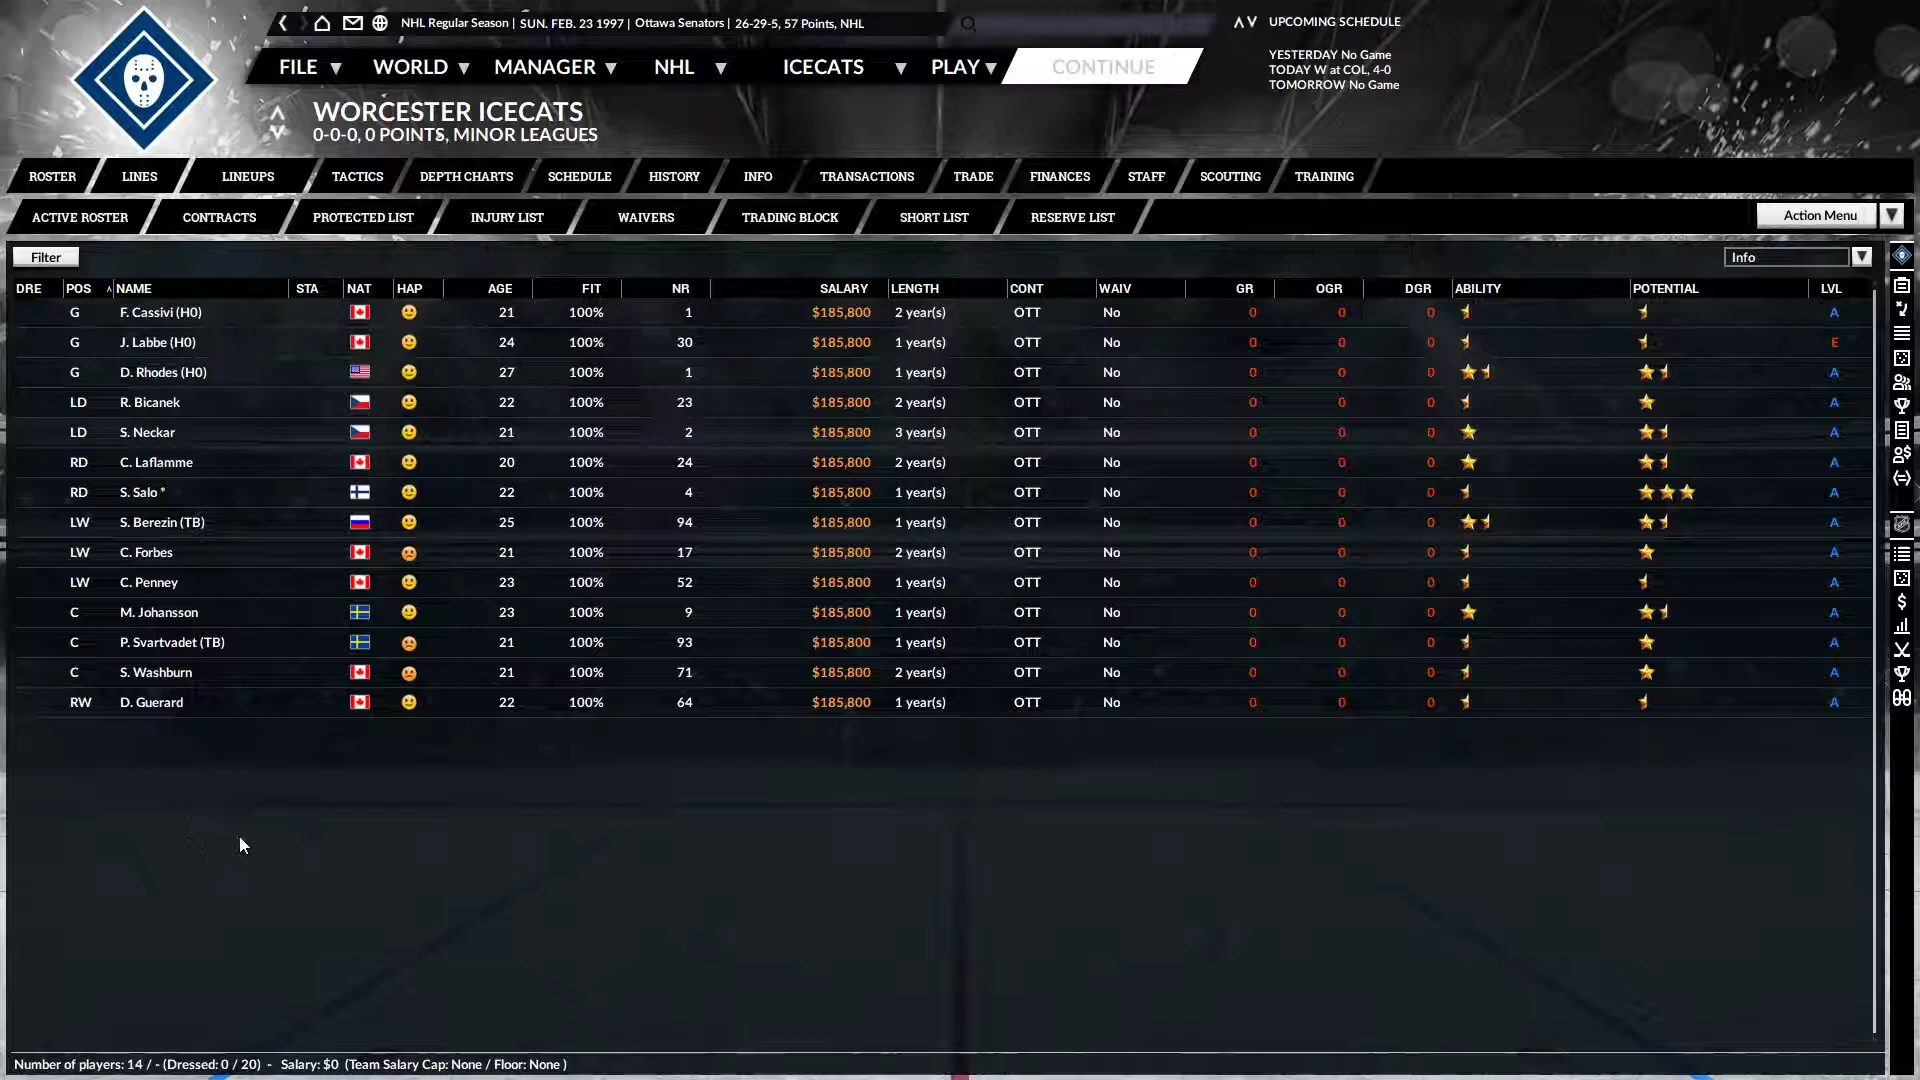 NHL Regular Season | SUN. FEB. 23 1997 | Ottawa Senators | 26-29-5, 57 Points, NHL
UPCOMING SCHEDULE
YESTERDAY No Game
TODAY W at COL, 4-0
TOMORROW No Game
FILE WORLD MANAGER NHL ICECATS PLAY CONTINUE
WORCESTER ICECATS
0-0-0, 0 POINTS, MINOR LEAGUES
ROSTER LINES LINEUPS TACTICS DEPTH CHARTS SCHEDULE HISTORY INFO TRANSACTIONS TRADE FINANCES STAFF SCOUTING TRAINING
ACTIVE ROSTER CONTRACTS PROTECTED LIST INJURY LIST WAIVERS TRADING BLOCK SHORT LIST RESERVE LIST Action Menu
Filter Info
DRE POS NAME STA NAT HAP AGE FIT NR SALARY LENGTH CONT WAIV GR OGR DGR ABILITY POTENTIAL LVL
G F. Cassivi (H0) 21 100% 1 $185,800 2 year(s) OTT No 0 0 0 A
G J. Labbe (H0) 24 100% 30 $185,800 1 year(s) OTT No 0 0 0 E
G D. Rhodes (H0) 27 100% 1 $185,800 1 year(s) OTT No 0 0 0 A
LD R. Bicanek 22 100% 23 $185,800 2 year(s) OTT No 0 0 0 A
LD S. Neckar 21 100% 2 $185,800 3 year(s) OTT No 0 0 0 A
RD C. Laflamme 20 100% 24 $185,800 2 year(s) OTT No 0 0 0 A
RD S. Salo * 22 100% 4 $185,800 1 year(s) OTT No 0 0 0 A
LW S. Berezin (TB) 25 100% 94 $185,800 1 year(s) OTT No 0 0 0 A
LW C. Forbes 21 100% 17 $185,800 2 year(s) OTT No 0 0 0 A
LW C. Penney 23 100% 52 $185,800 1 year(s) OTT No 0 0 0 A
C M. Johansson 23 100% 9 $185,800 1 year(s) OTT No 0 0 0 A
C P. Svartvadet (TB) 21 100% 93 $185,800 1 year(s) OTT No 0 0 0 A
C S. Washburn 21 100% 71 $185,800 2 year(s) OTT No 0 0 0 A
RW D. Guerard 22 100% 64 $185,800 1 year(s) OTT No 0 0 0 A
Number of players: 14 / - (Dressed: 0 / 20) - Salary: $0 (Team Salary Cap: None / Floor: None )